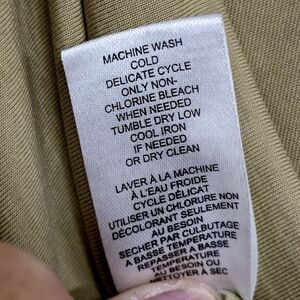 MACHINE WASH
COLD
DELICATE CYCLE
ONLY NON-
CHLORINE BLEACH
WHEN NEEDED
TUMBLE DRY LOW
COOL IRON
IF NEEDED
OR DRY CLEAN
LAVER À LA MACHINE
À L'EAU FROIDE
CYCLE DÉLICAT
UTILISER UN CHLORURE NON
DÉCOLORANT SEULEMENT
AU BESOIN
SECHER PAR CULBUTAGE
À BASSE TEMPERATURE
REPASSER A BASSE
TEMPERATURE
AU BESOIN OU
NETTOYER À SEC